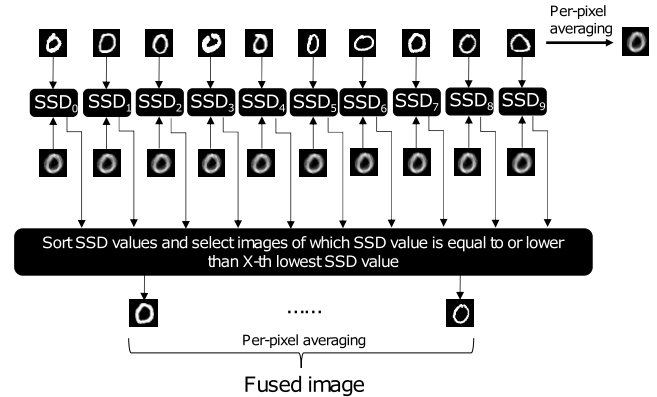 Per-pixel
averaging
SSD0 SSD1 SSD2 SSD3 SSD4 SSD5 SSD6 SSD7 SSD8 SSD9
Sort SSD values and select images of which SSD value is equal to or lower
than X-th lowest SSD value
......
Per-pixel averaging
Fused image